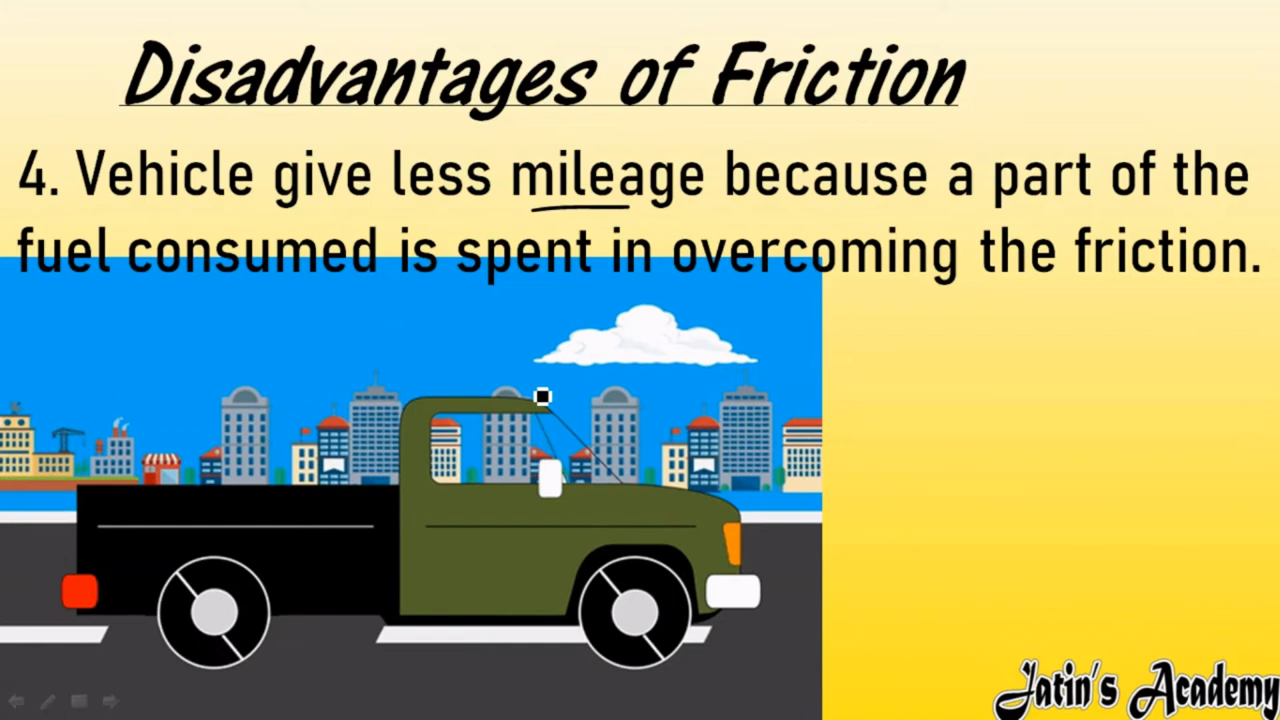 Disadvantages of Friction
4. Vehicle give less mileage because a part of the
fuel consumed is spent in overcoming the friction.
Jatin's Academy